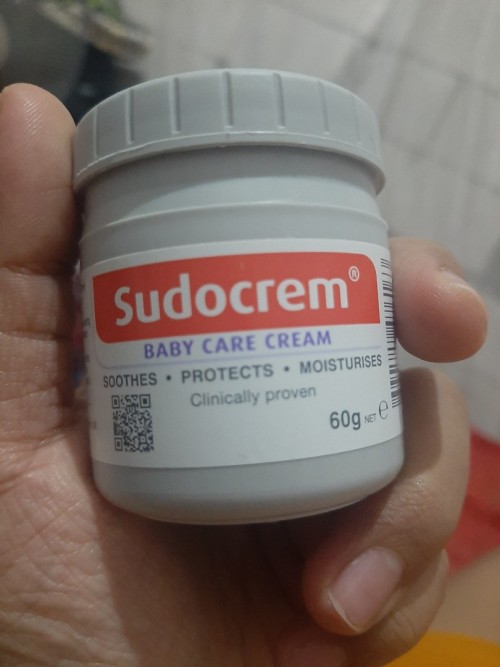 Sudocrem®
BABY CARE CREAM
SOOTHES • PROTECTS • MOISTURISES
Clinically proven
60g NET ℮